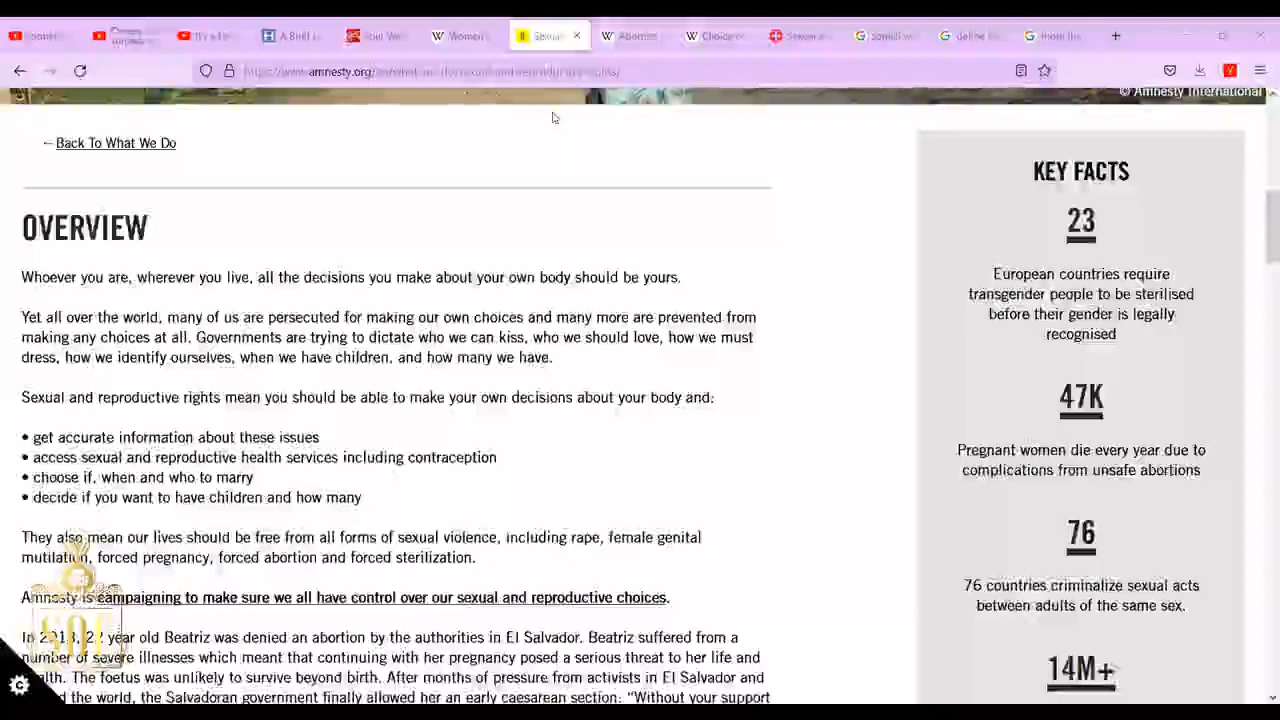 Women's
Sexual
Abortion
Choice
define
www.amnesty.org
© Amnesty International
← Back To What We Do
OVERVIEW
Whoever you are, wherever you live, all the decisions you make about your own body should be yours.
Yet all over the world, many of us are persecuted for making our own choices and many more are prevented from
making any choices at all. Governments are trying to dictate who we can kiss, who we should love, how we must
dress, how we identify ourselves, when we have children, and how many we have.
Sexual and reproductive rights mean you should be able to make your own decisions about your body and:
• get accurate information about these issues
• access sexual and reproductive health services including contraception
• choose if, when and who to marry
• decide if you want to have children and how many
They also mean our lives should be free from all forms of sexual violence, including rape, female genital
mutilation, forced pregnancy, forced abortion and forced sterilization.
Amnesty is campaigning to make sure we all have control over our sexual and reproductive choices.
In 2013, 22 year old Beatriz was denied an abortion by the authorities in El Salvador. Beatriz suffered from a
number of severe illnesses which meant that continuing with her pregnancy posed a serious threat to her life and
The foetus was unlikely to survive beyond birth. After months of pressure from activists in El Salvador and
the world, the Salvadoran government finally allowed her an early caesarean section: “Without your support
KEY FACTS
23
European countries require
transgender people to be sterilised
before their gender is legally
recognised
47K
Pregnant women die every year due to
complications from unsafe abortions
76
76 countries criminalize sexual acts
between adults of the same sex.
14M+